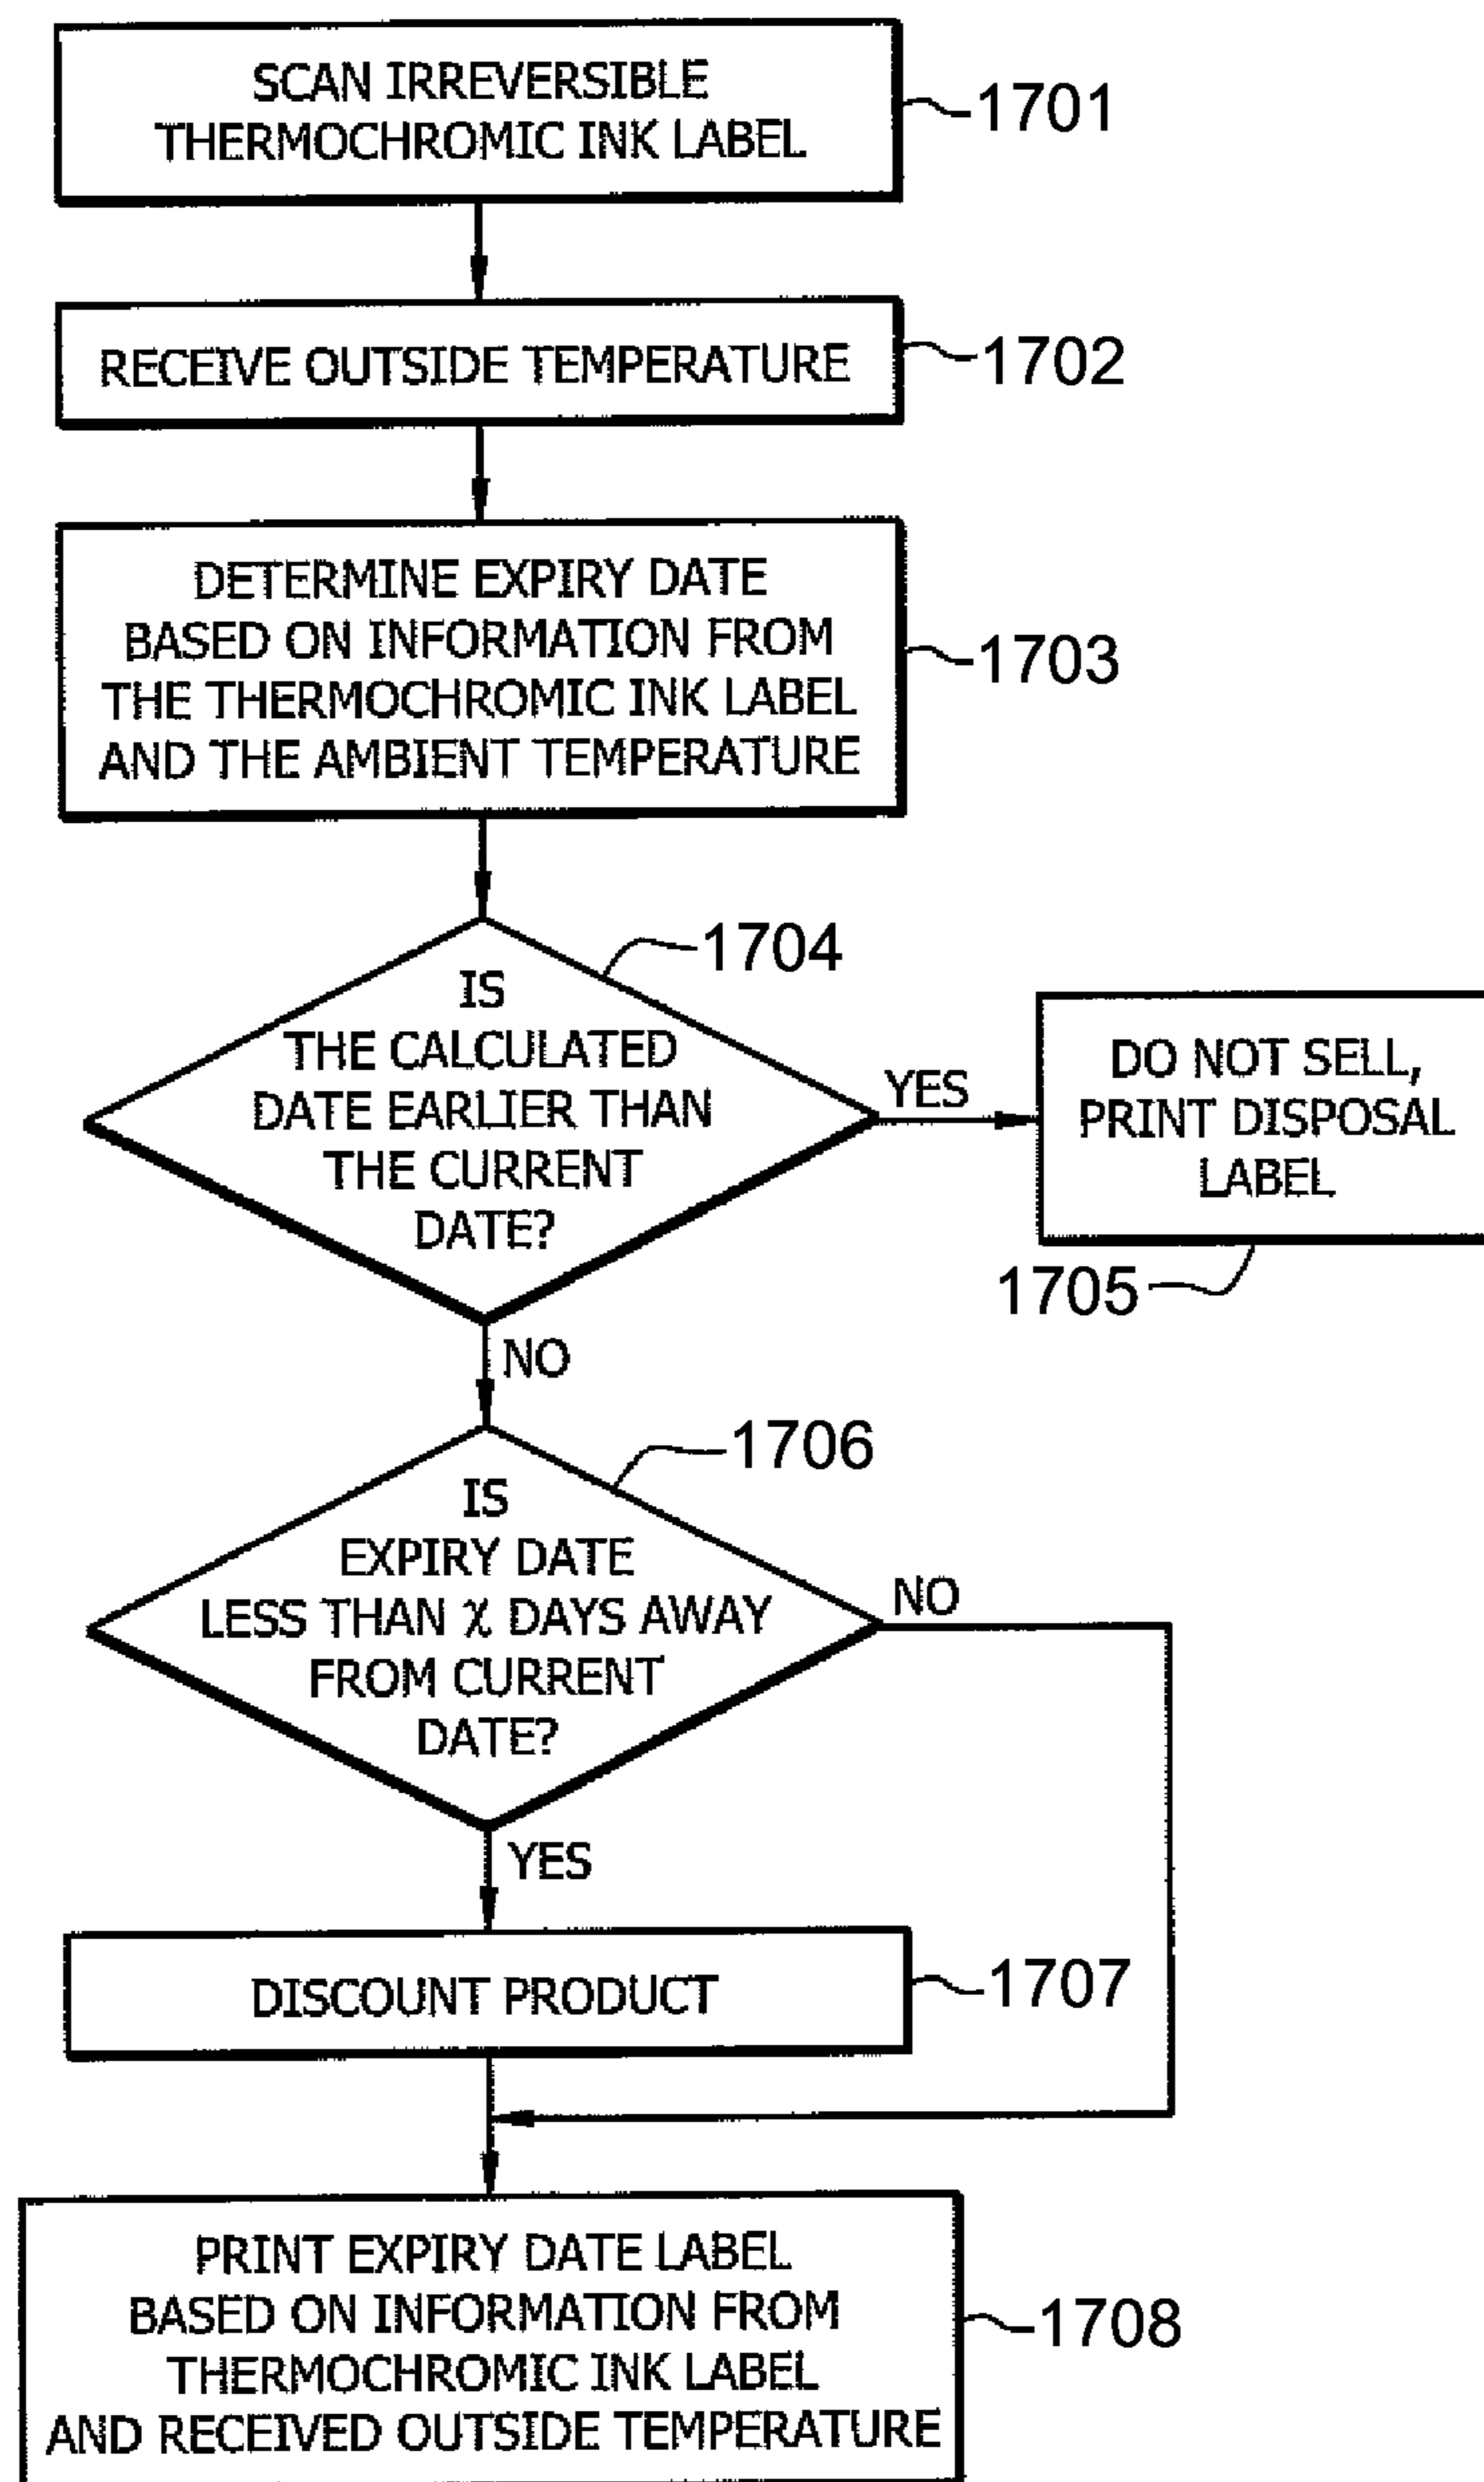 SCAN IRREVERSIBLE
THERMOCHROMIC INK LABEL
1701
RECEIVE OUTSIDE TEMPERATURE
1702
DETERMINE EXPIRY DATE
BASED ON INFORMATION FROM
THE THERMOCHROMIC INK LABEL
AND THE AMBIENT TEMPERATURE
1703
1704
IS
THE CALCULATED
DATE EARLIER THAN
THE CURRENT
DATE?
YES
DO NOT SELL,
PRINT DISPOSAL
LABEL
1705
NO
1706
IS
EXPIRY DATE
LESS THAN χ DAYS AWAY
FROM CURRENT
DATE?
NO
YES
DISCOUNT PRODUCT
1707
PRINT EXPIRY DATE LABEL
BASED ON INFORMATION FROM
THERMOCHROMIC INK LABEL
AND RECEIVED OUTSIDE TEMPERATURE
1708